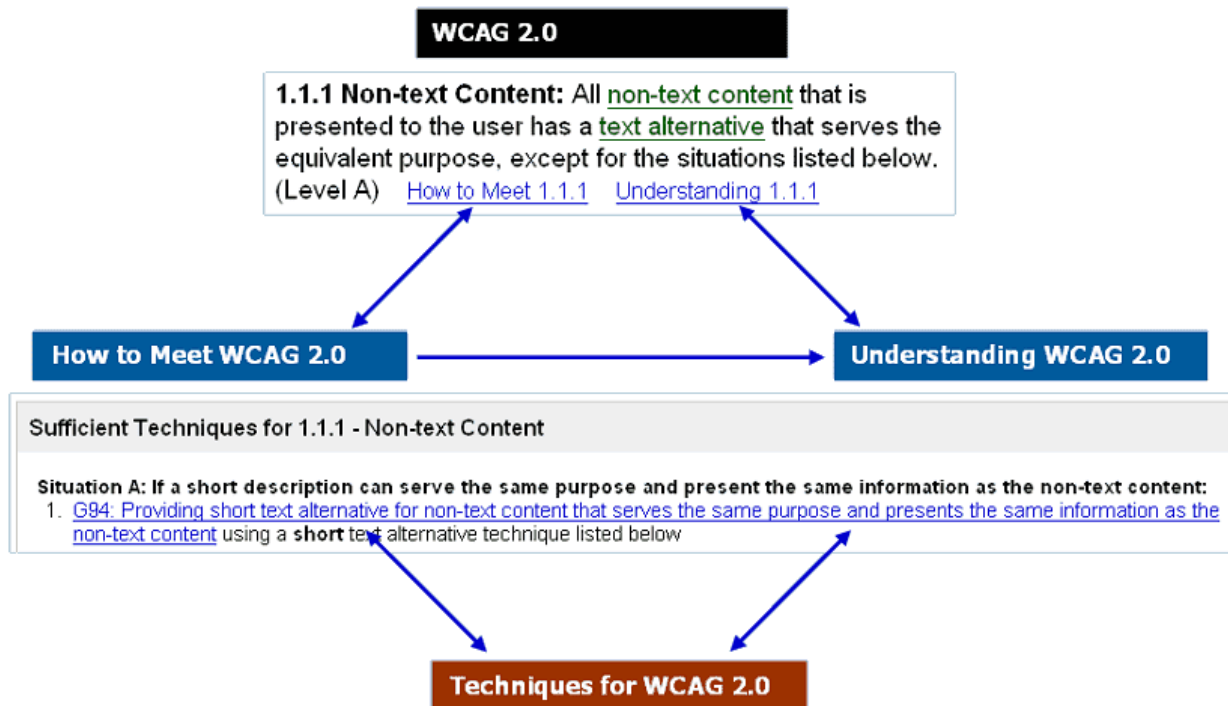 WCAG 2.0
1.1.1 Non-text Content: All non-text content that is
presented to the user has a text alternative that serves the
equivalent purpose, except for the situations listed below.
(Level A) How to Meet 1.1.1 Understanding 1.1.1
How to Meet WCAG 2.0
Understanding WCAG 2.0
Sufficient Techniques for 1.1.1 - Non-text Content
Situation A: If a short description can serve the same purpose and present the same information as the non-text content:
1. G94: Providing short text alternative for non-text content that serves the same purpose and presents the same information as the
non-text content using a short text alternative technique listed below
Techniques for WCAG 2.0